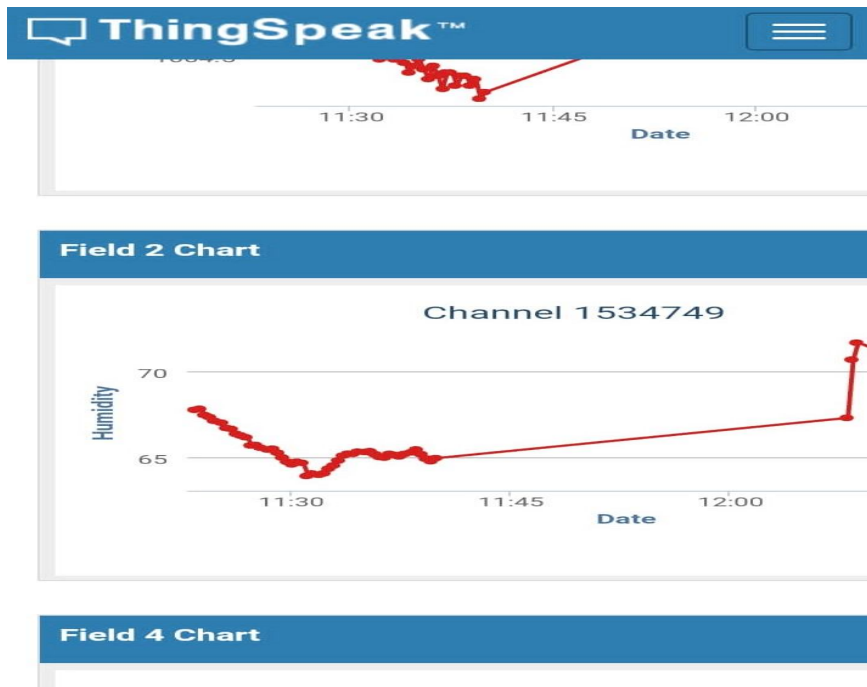 ThingSpeak™
11:30 11:45 12:00
Date
Field 2 Chart
Channel 1534749
70
Humidity
65
11:30 11:45 12:00
Date
Field 4 Chart